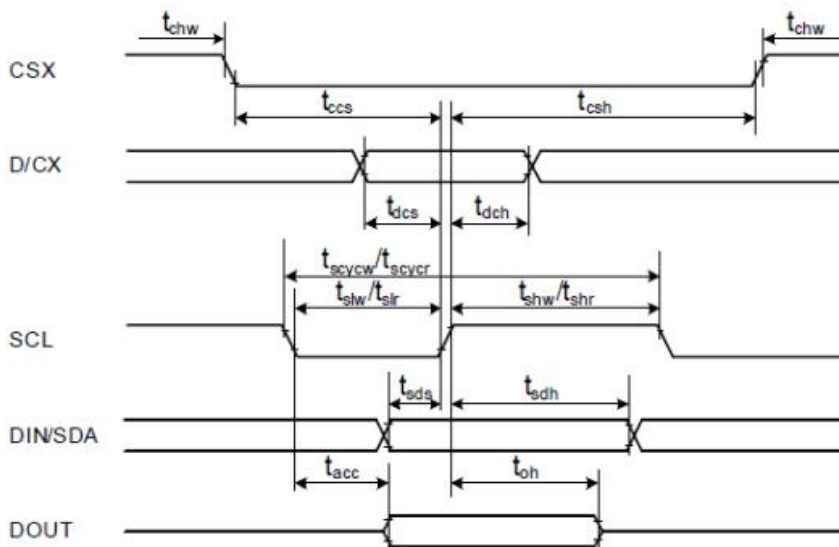 tchw
tchw
CSX
tccs
tcsh
D/CX
tdcs
tdch
tscycw/tscycr
tslw/tslr
tshw/tshr
SCL
tsds
tsdh
DIN/SDA
tacc
toh
DOUT